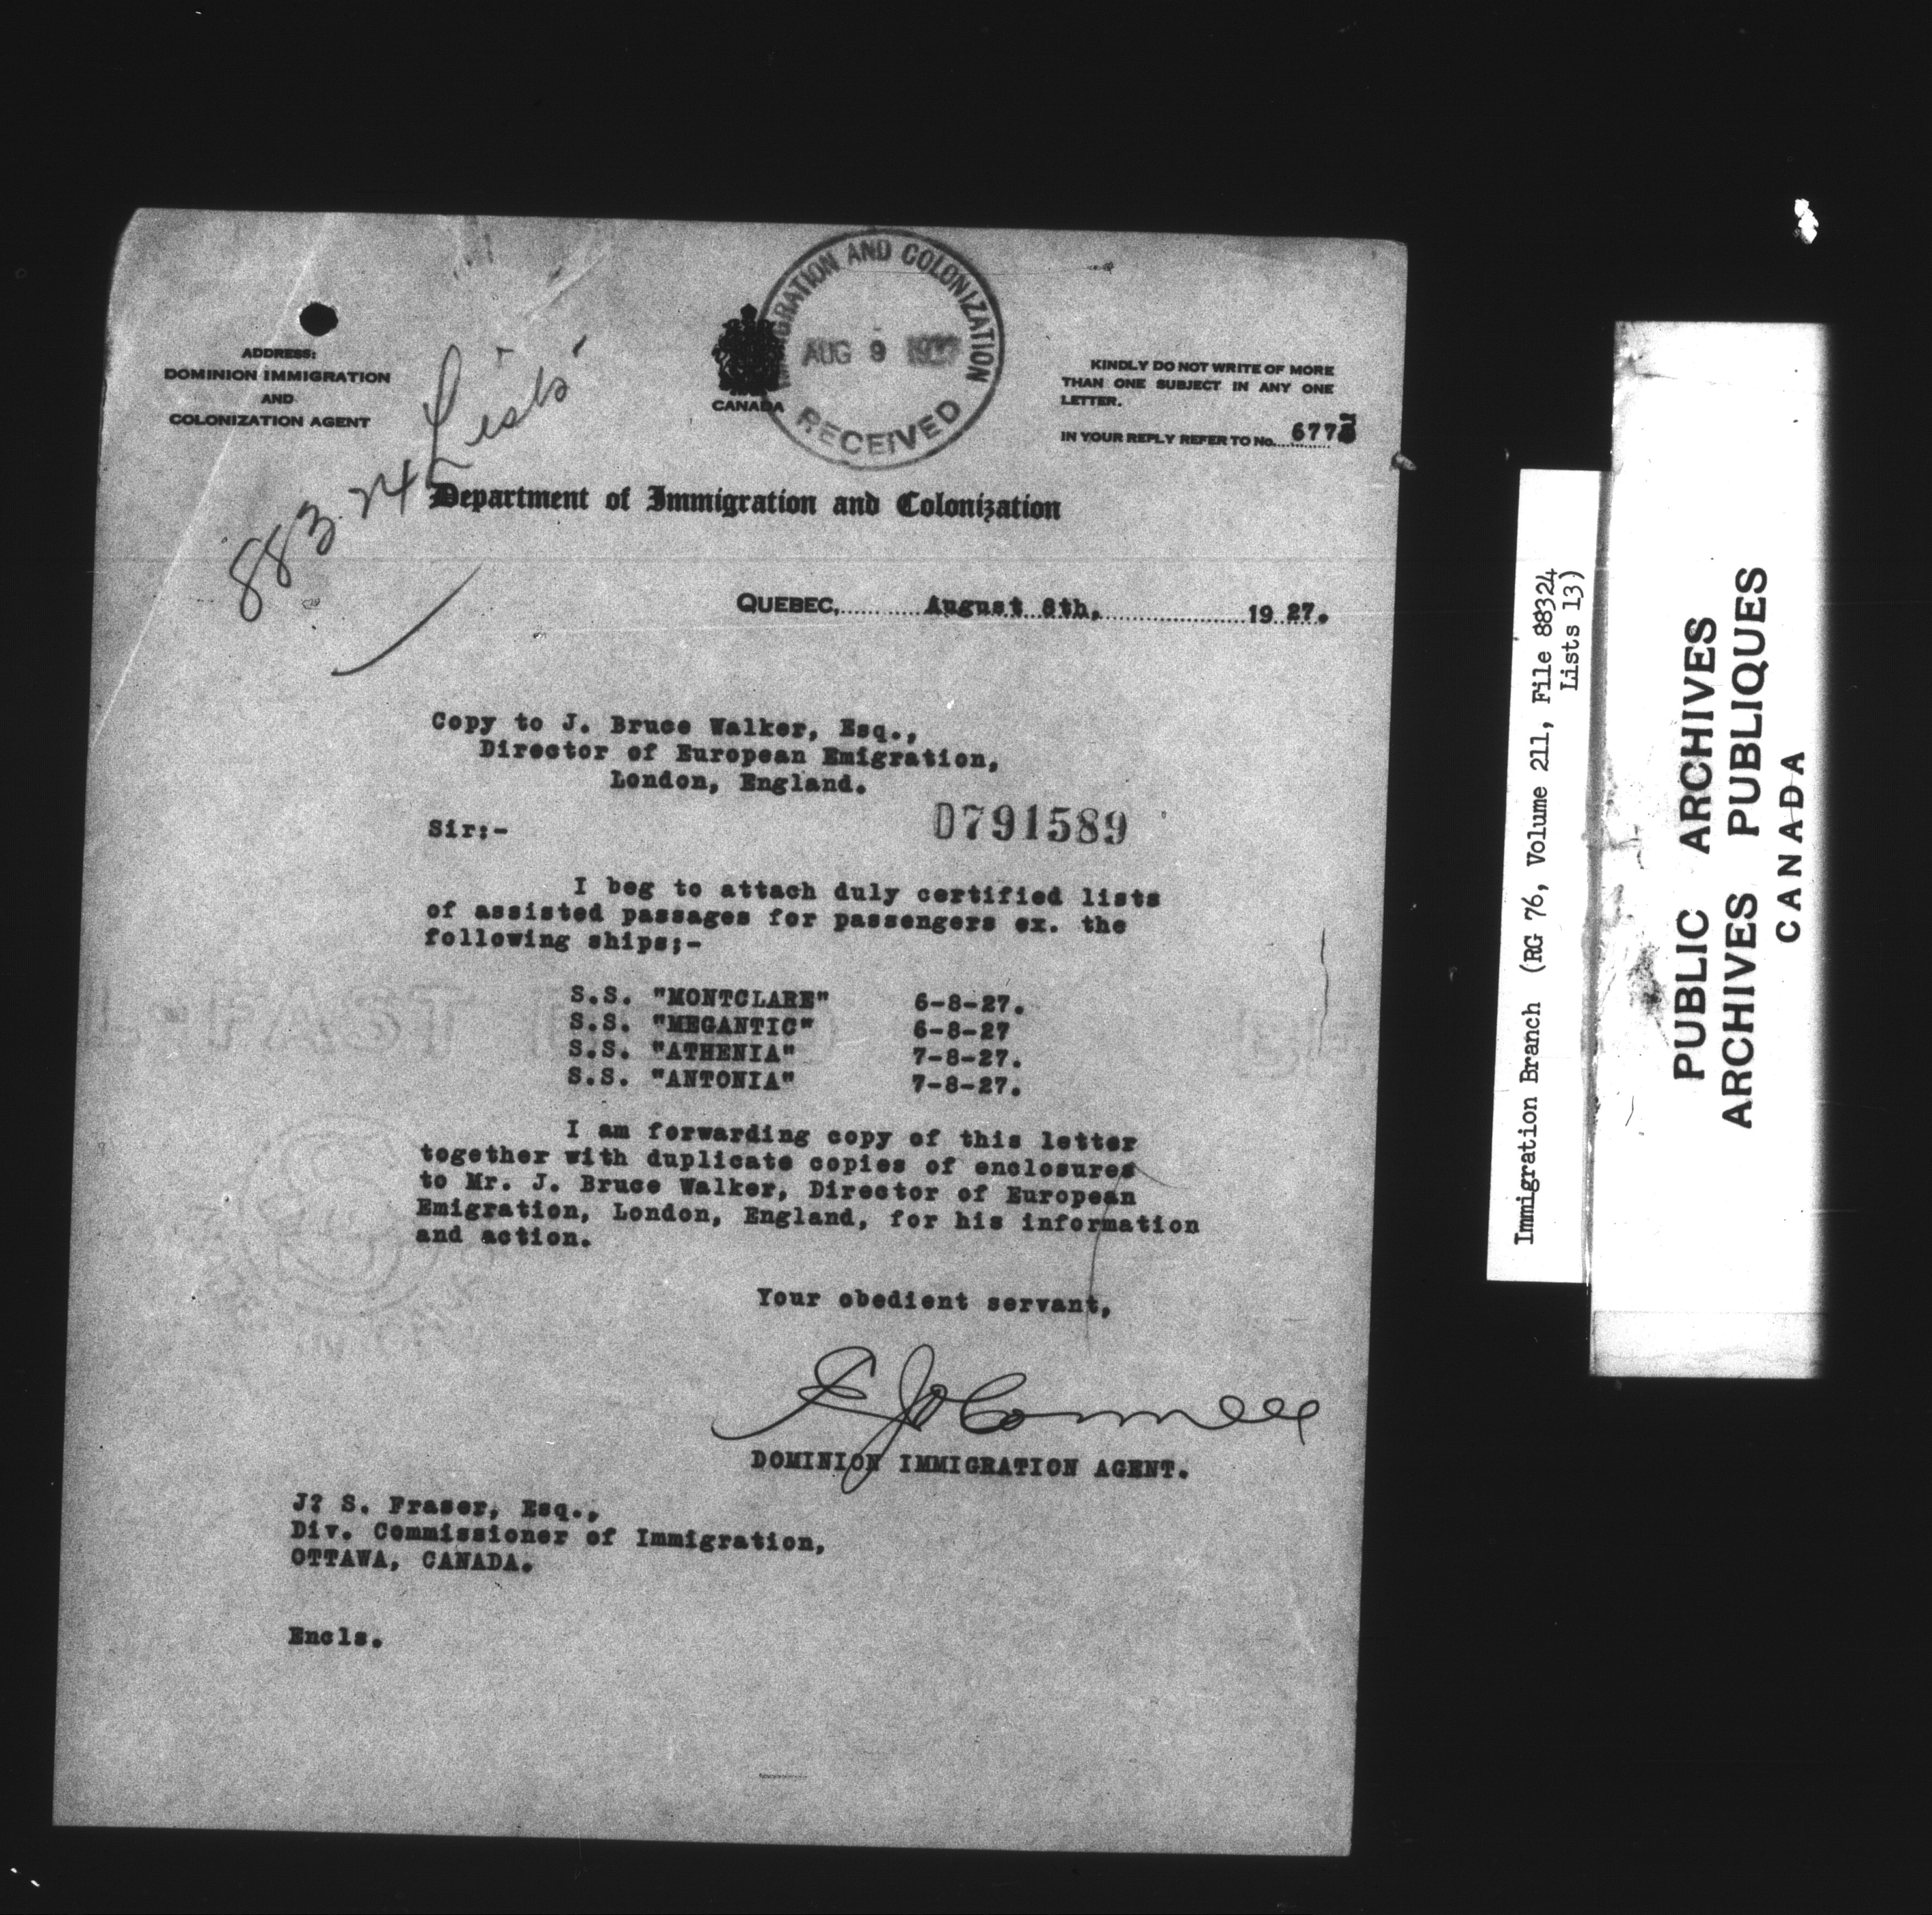 ADDRESS:
DOMINION IMMIGRATION
AND
COLONIZATION AGENT
Lists
88324
CANADA
IMMIGRATION AND COLONIZATION
AUG 9 1927
RECEIVED
KINDLY DO NOT WRITE OF MORE
THAN ONE SUBJECT IN ANY ONE
LETTER.
IN YOUR REPLY REFER TO No. 677
Department of Immigration and Colonization
QUEBEC, August 8th, 19 27.
Copy to J. Bruce Walker, Esq.,
Director of European Emigration,
London, England.
D791589
Sir:-
I beg to attach duly certified lists
of assisted passages for passengers ex. the
following ships;-
S.S. "MONTCLARE" 6-8-27.
S.S. "MEGANTIC" 6-8-27
S.S. "ATHENIA" 7-8-27.
S.S. "ANTONIA" 7-8-27.
I am forwarding copy of this letter
together with duplicate copies of enclosures
to Mr. J. Bruce Walker, Director of European
Emigration, London, England, for his information
and action.
Your obedient servant,
DOMINION IMMIGRATION AGENT.
J? S. Fraser, Esq.,
Div. Commissioner of Immigration,
OTTAWA, CANADA.
Encls.
Immigration Branch (RG 76, Volume 211, File 88324
Lists 13)
PUBLIC ARCHIVES
ARCHIVES PUBLIQUES
CANADA